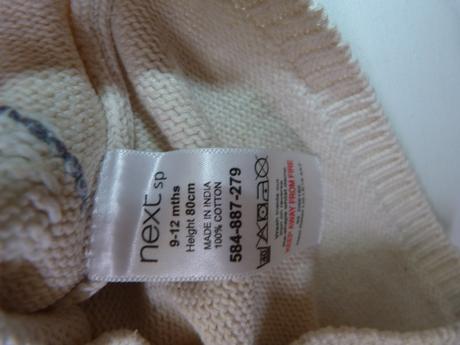 next sp
9-12 mths
Height 80cm
MADE IN INDIA
100% COTTON
584-887-279
KEEP AWAY FROM FIRE